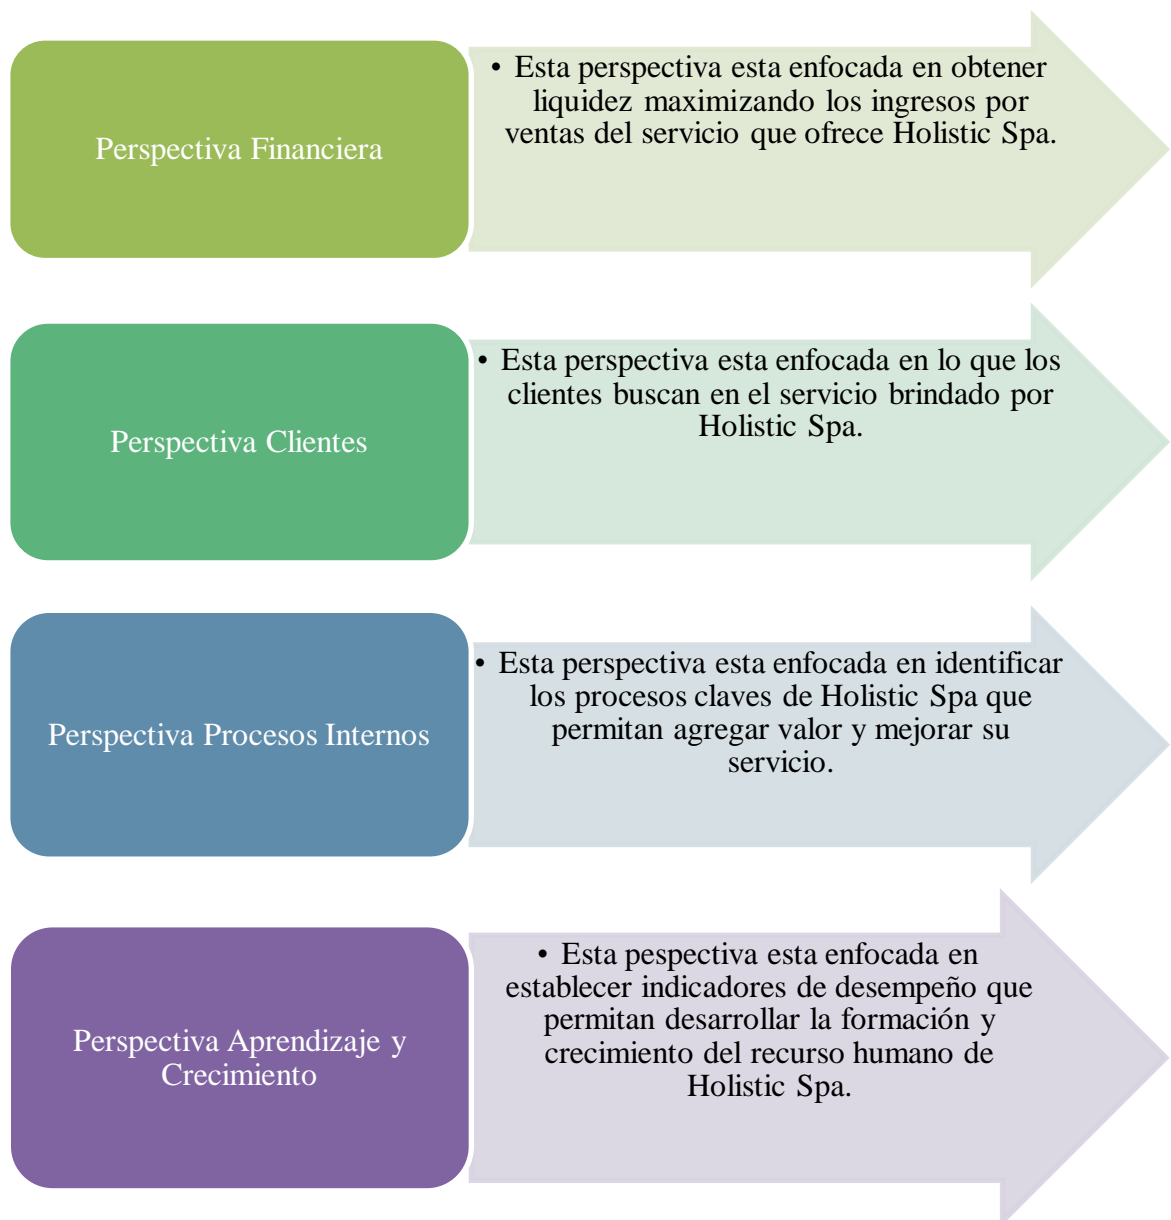 Perspectiva Financiera
• Esta perspectiva esta enfocada en obtener
liquidez maximizando los ingresos por
ventas del servicio que ofrece Holistic Spa.
Perspectiva Clientes
• Esta perspectiva esta enfocada en lo que los
clientes buscan en el servicio brindado por
Holistic Spa.
Perspectiva Procesos Internos
• Esta perspectiva esta enfocada en identificar
los procesos claves de Holistic Spa que
permitan agregar valor y mejorar su
servicio.
Perspectiva Aprendizaje y
Crecimiento
• Esta pespectiva esta enfocada en
establecer indicadores de desempeño que
permitan desarrollar la formación y
crecimiento del recurso humano de
Holistic Spa.